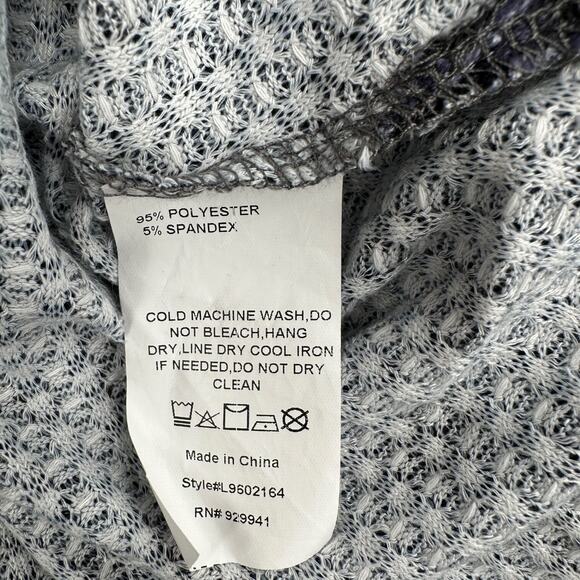 95% POLYESTER
5% SPANDEX
COLD MACHINE WASH,DO
NOT BLEACH,HANG
DRY,LINE DRY COOL IRON
IF NEEDED,DO NOT DRY
CLEAN
Made in China
Style#L9602164
RN# 929941